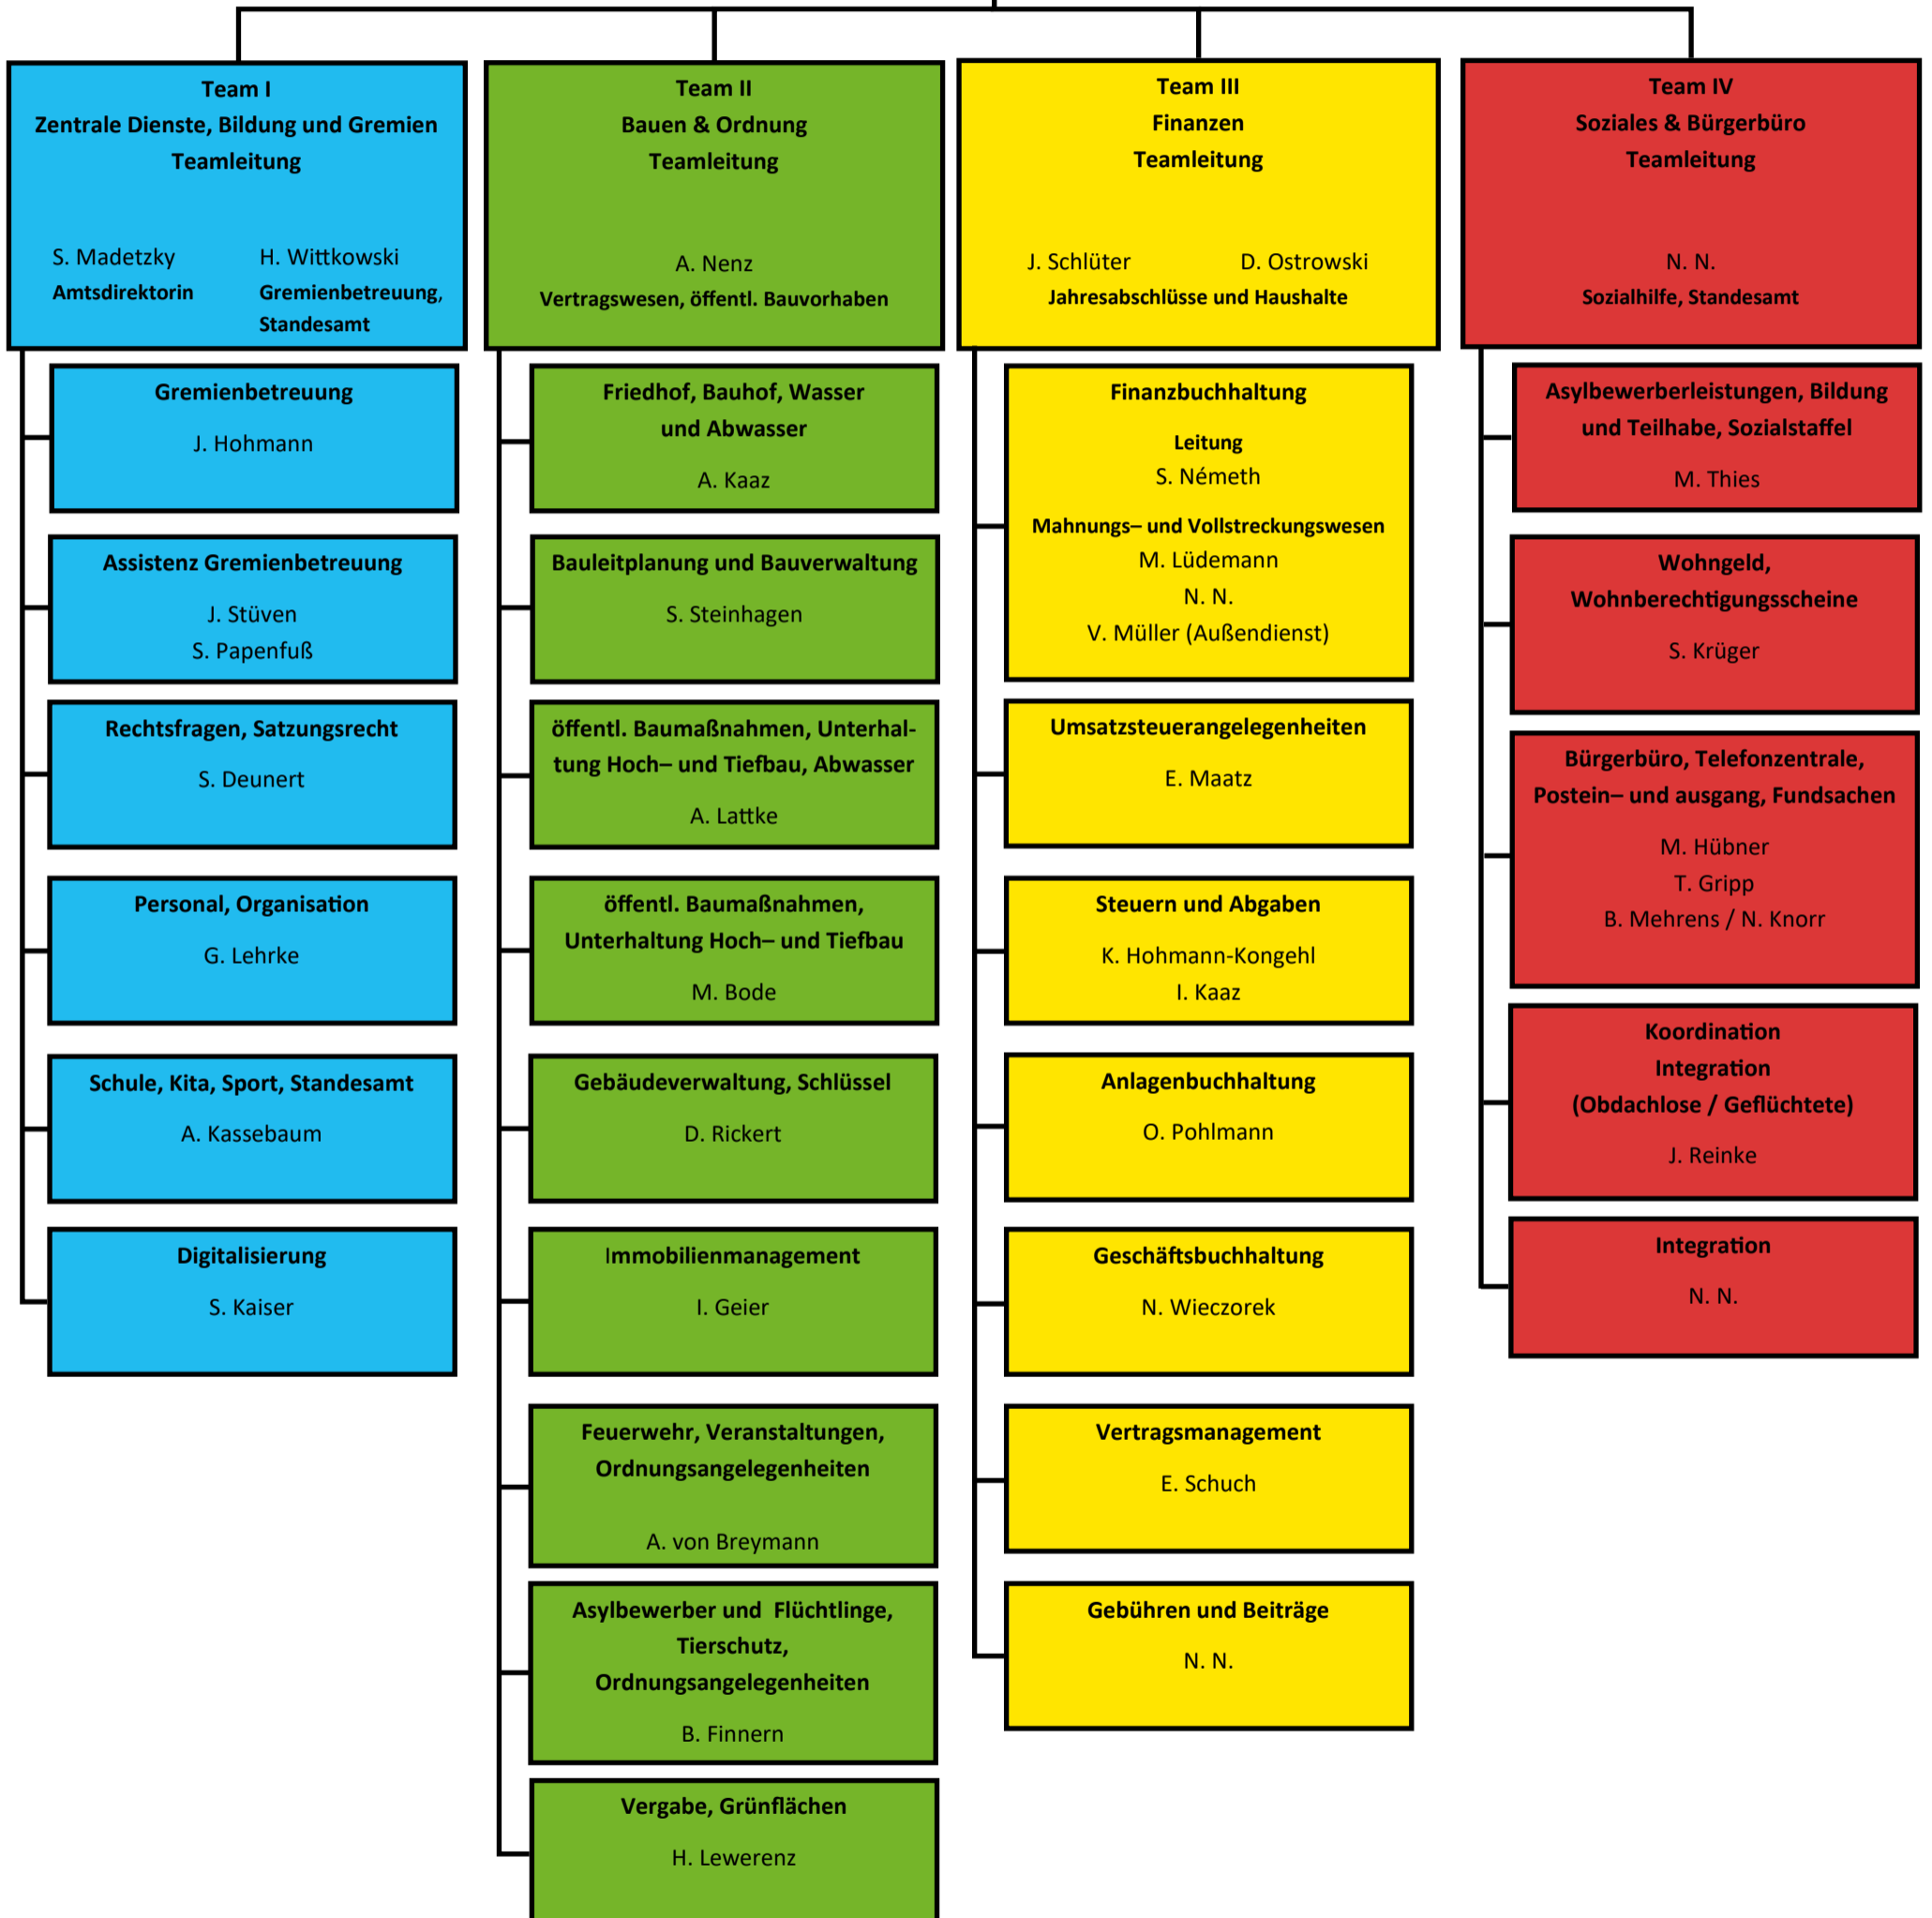 Team I
Zentrale Dienste, Bildung und Gremien
Teamleitung
S. Madetzky
Amtsdirektorin
H. Wittkowski
Gremienbetreuung,
Standesamt
Gremienbetreuung
J. Hohmann
Assistenz Gremienbetreuung
J. Stüven
S. Papenfuß
Rechtsfragen, Satzungsrecht
S. Deunert
Personal, Organisation
G. Lehrke
Schule, Kita, Sport, Standesamt
A. Kassebaum
Digitalisierung
S. Kaiser
Team II
Bauen & Ordnung
Teamleitung
A. Nenz
Vertragswesen, öffentl. Bauvorhaben
Friedhof, Bauhof, Wasser
und Abwasser
A. Kaaz
Bauleitplanung und Bauverwaltung
S. Steinhagen
öffentl. Baumaßnahmen, Unterhal-
tung Hoch– und Tiefbau, Abwasser
A. Lattke
öffentl. Baumaßnahmen,
Unterhaltung Hoch– und Tiefbau
M. Bode
Gebäudeverwaltung, Schlüssel
D. Rickert
Immobilienmanagement
I. Geier
Feuerwehr, Veranstaltungen,
Ordnungsangelegenheiten
A. von Breymann
Asylbewerber und  Flüchtlinge,
Tierschutz,
Ordnungsangelegenheiten
B. Finnern
Vergabe, Grünflächen
H. Lewerenz
Team III
Finanzen
Teamleitung
J. Schlüter
D. Ostrowski
Jahresabschlüsse und Haushalte
Finanzbuchhaltung
Leitung
S. Németh
Mahnungs– und Vollstreckungswesen
M. Lüdemann
N. N.
V. Müller (Außendienst)
Umsatzsteuerangelegenheiten
E. Maatz
Steuern und Abgaben
K. Hohmann-Kongehl
I. Kaaz
Anlagenbuchhaltung
O. Pohlmann
Geschäftsbuchhaltung
N. Wieczorek
Vertragsmanagement
E. Schuch
Gebühren und Beiträge
N. N.
Team IV
Soziales & Bürgerbüro
Teamleitung
N. N.
Sozialhilfe, Standesamt
Asylbewerberleistungen, Bildung
und Teilhabe, Sozialstaffel
M. Thies
Wohngeld,
Wohnberechtigungsscheine
S. Krüger
Bürgerbüro, Telefonzentrale,
Postein– und ausgang, Fundsachen
M. Hübner
T. Gripp
B. Mehrens / N. Knorr
Koordination
Integration
(Obdachlose / Geflüchtete)
J. Reinke
Integration
N. N.